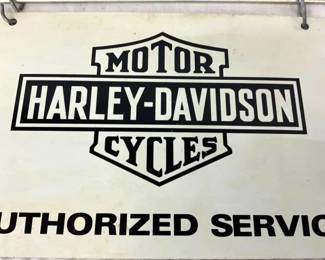 MOTOR
HARLEY-DAVIDSON
CYCLES
UTHORIZED SERVIC